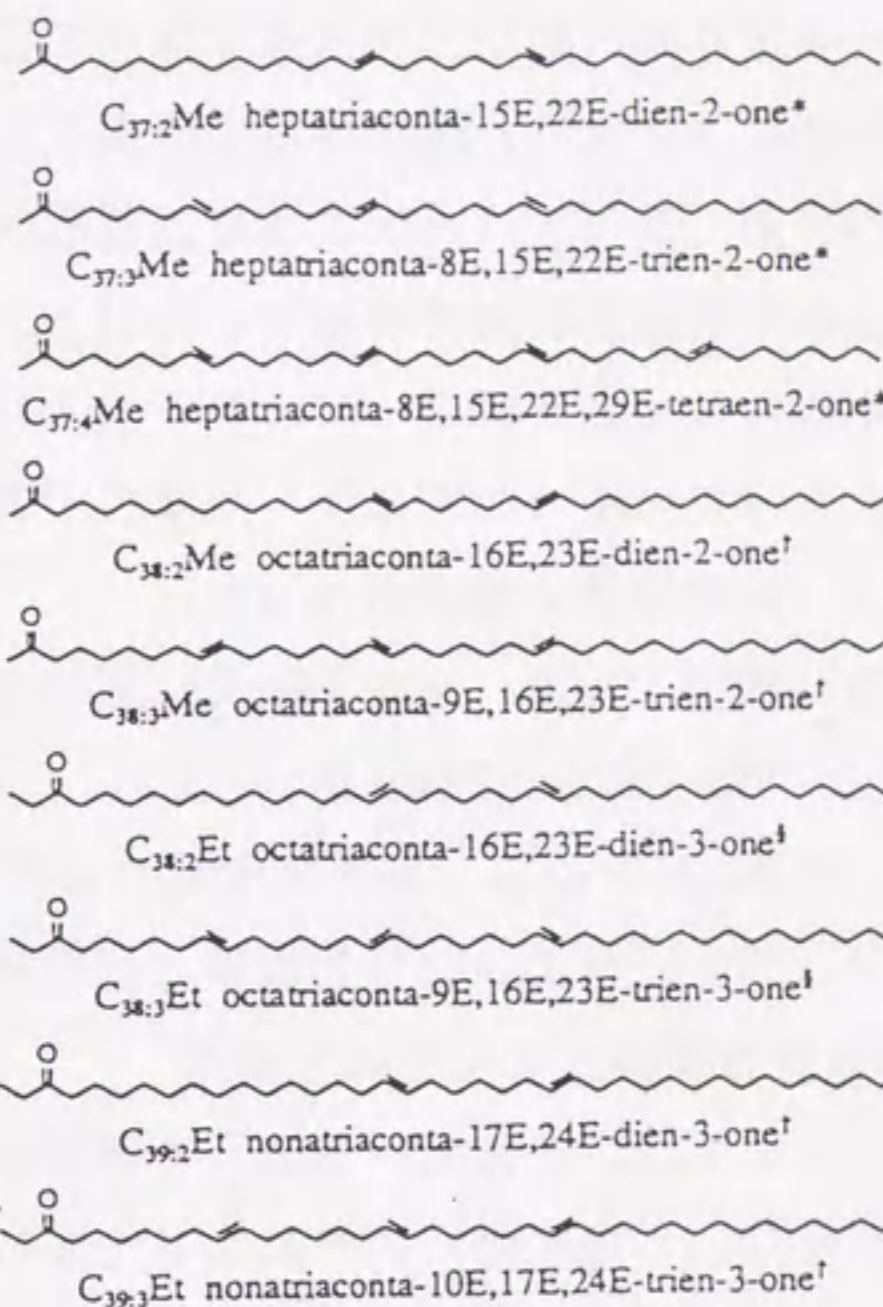 O
C₃₇:₂Me heptatriaconta-15E,22E-dien-2-one*
O
C₃₇:₃Me heptatriaconta-8E,15E,22E-trien-2-one*
O
C₃₇:₄Me heptatriaconta-8E,15E,22E,29E-tetraen-2-one*
O
C₃₈:₂Me octatriaconta-16E,23E-dien-2-one†
O
C₃₈:₃Me octatriaconta-9E,16E,23E-trien-2-one†
O
C₃₈:₂Et octatriaconta-16E,23E-dien-3-one§
O
C₃₈:₃Et octatriaconta-9E,16E,23E-trien-3-one§
O
C₃₉:₂Et nonatriaconta-17E,24E-dien-3-one†
O
C₃₉:₃Et nonatriaconta-10E,17E,24E-trien-3-one†